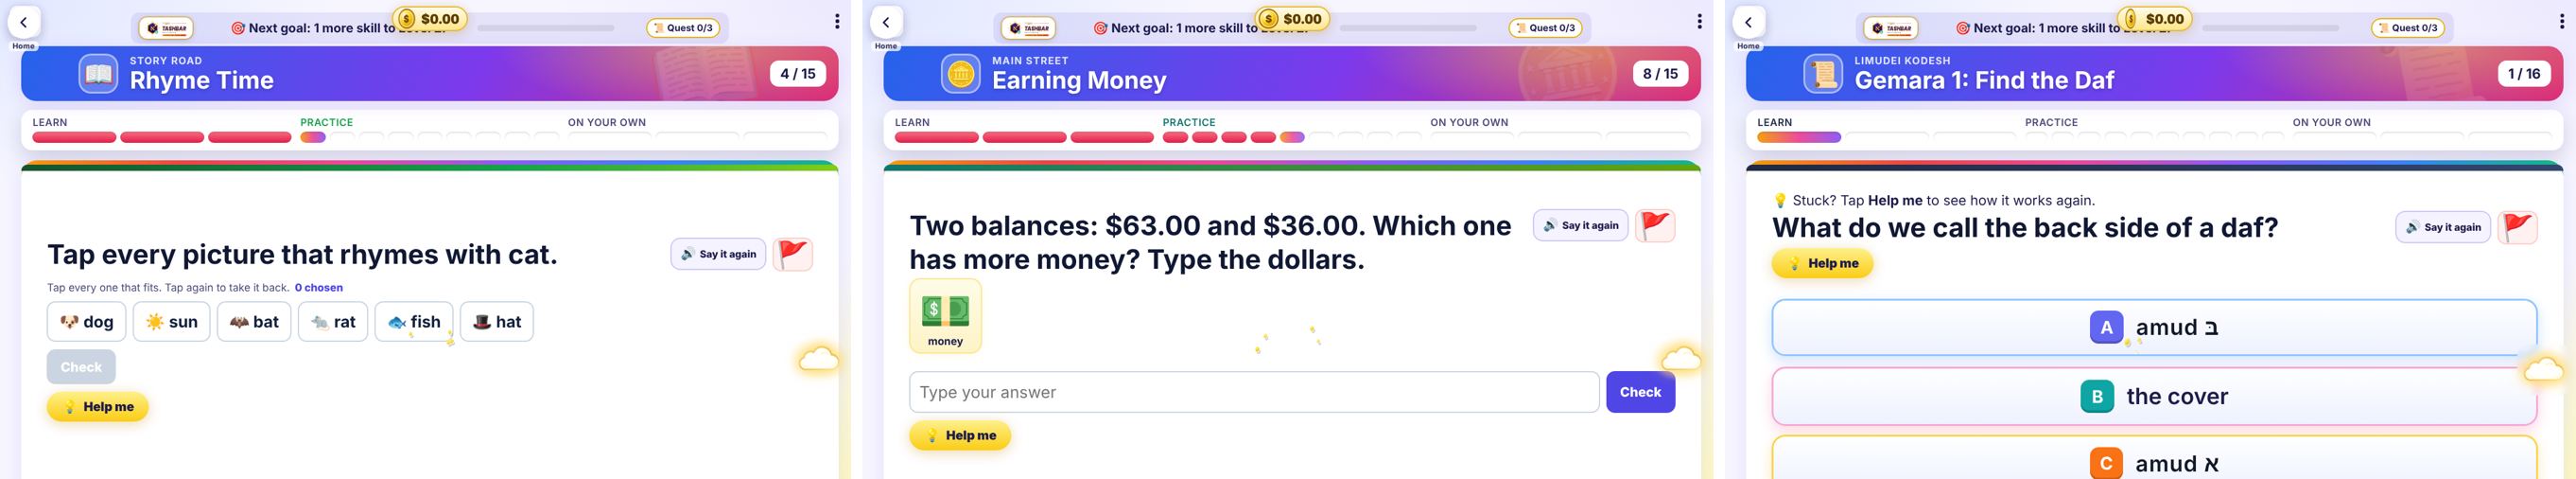 Home
TASHBAR
🎯 Next goal: 1 more skill to
$0.00
📜 Quest 0/3
STORY ROAD
Rhyme Time
4 / 15
LEARN
PRACTICE
ON YOUR OWN
Tap every picture that rhymes with cat.
Say it again
Tap every one that fits. Tap again to take it back. 0 chosen
dog
sun
bat
rat
fish
hat
Check
Help me
Home
TASHBAR
🎯 Next goal: 1 more skill to
$0.00
📜 Quest 0/3
MAIN STREET
Earning Money
8 / 15
LEARN
PRACTICE
ON YOUR OWN
Two balances: $63.00 and $36.00. Which one
has more money? Type the dollars.
Say it again
money
Type your answer
Check
Help me
Home
TASHBAR
🎯 Next goal: 1 more skill to
$0.00
📜 Quest 0/3
LIMUDEI KODESH
Gemara 1: Find the Daf
1 / 16
LEARN
PRACTICE
ON YOUR OWN
💡 Stuck? Tap Help me to see how it works again.
What do we call the back side of a daf?
Say it again
Help me
A amud ב
B the cover
C amud א